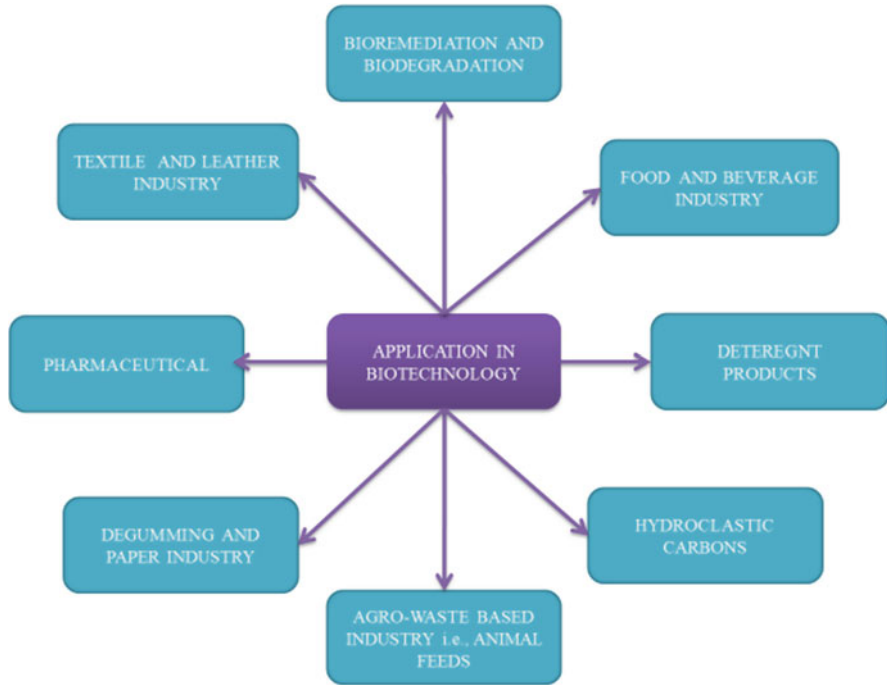 BIOREMEDIATION AND
BIODEGRADATION
TEXTILE AND LEATHER
INDUSTRY
FOOD AND BEVERAGE
INDUSTRY
PHARMACEUTICAL
APPLICATION IN
BIOTECHNOLOGY
DETEREGNT
PRODUCTS
DEGUMMING AND
PAPER INDUSTRY
HYDROCLASTIC
CARBONS
AGRO-WASTE BASED
INDUSTRY i.e., ANIMAL
FEEDS